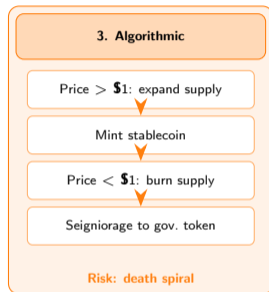 3. Algorithmic
Price > $1: expand supply
Mint stablecoin
Price < $1: burn supply
Seigniorage to gov. token
Risk: death spiral